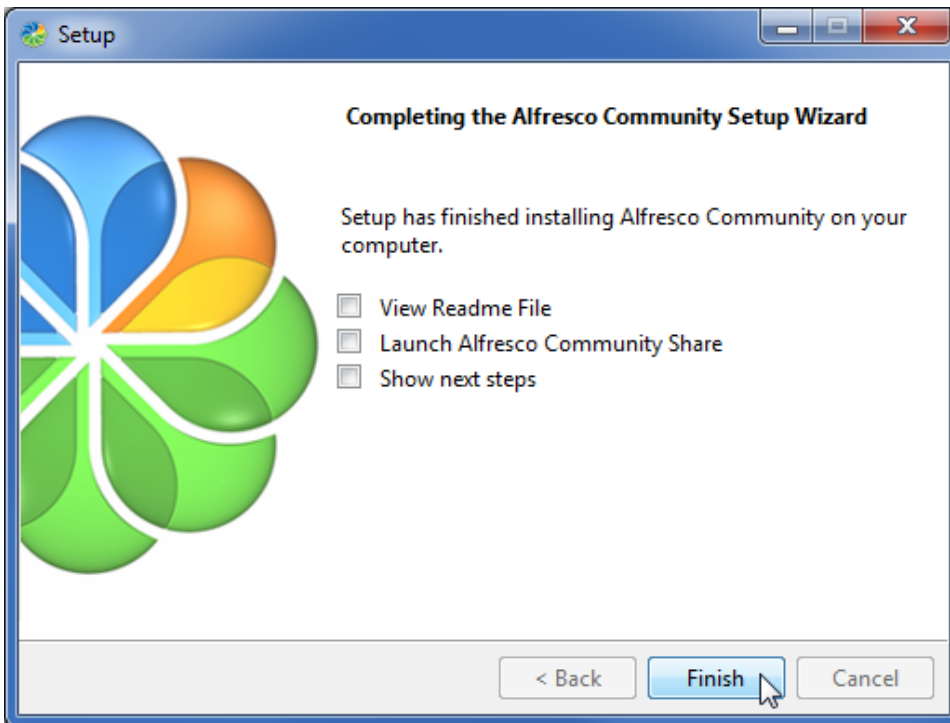 Setup
Completing the Alfresco Community Setup Wizard
Setup has finished installing Alfresco Community on your
computer.
View Readme File
Launch Alfresco Community Share
Show next steps
< Back Finish Cancel